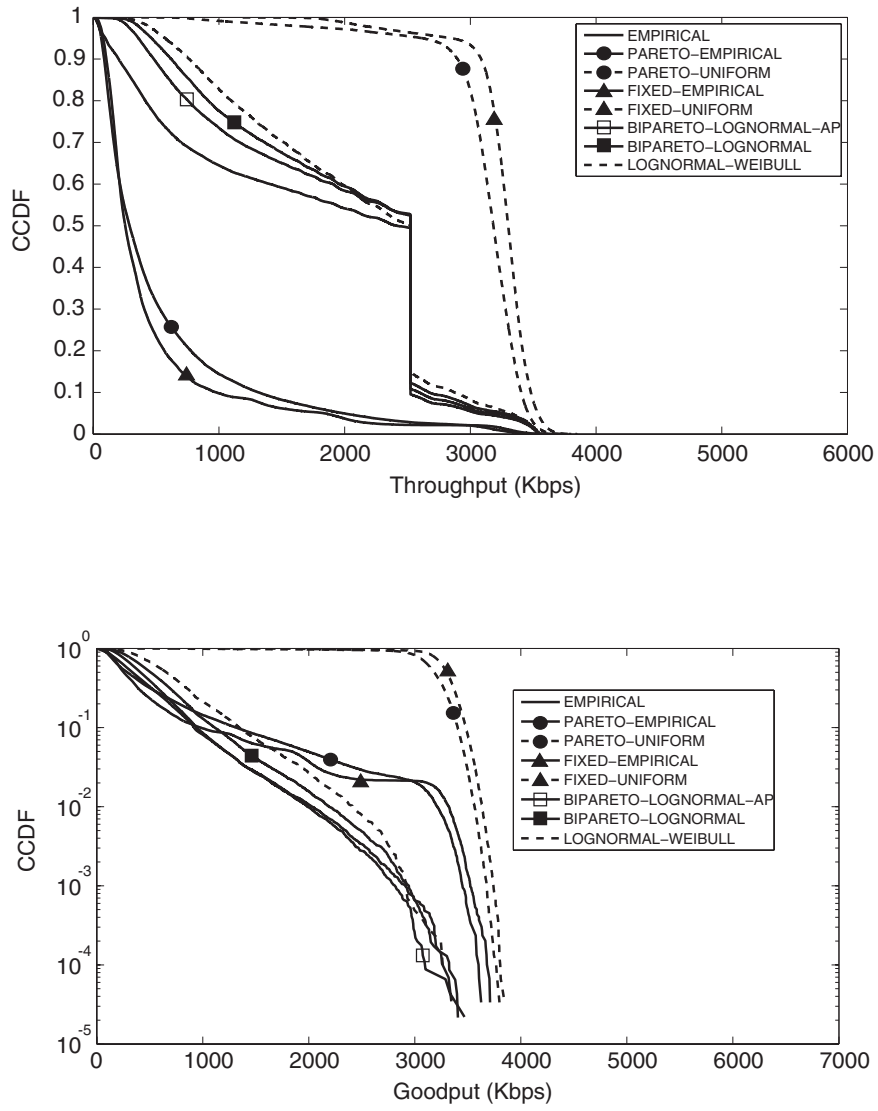 1
0.9
0.8
0.7
0.6
0.5
0.4
0.3
0.2
0.1
0
CCDF
0 1000 2000 3000 4000 5000 6000
Throughput (Kbps)
EMPIRICAL
PARETO−EMPIRICAL
PARETO−UNIFORM
FIXED−EMPIRICAL
FIXED−UNIFORM
BIPARETO−LOGNORMAL−AP
BIPARETO−LOGNORMAL
LOGNORMAL−WEIBULL
10^0
10^-1
10^-2
10^-3
10^-4
10^-5
CCDF
0 1000 2000 3000 4000 5000 6000 7000
Goodput (Kbps)
EMPIRICAL
PARETO−EMPIRICAL
PARETO−UNIFORM
FIXED−EMPIRICAL
FIXED−UNIFORM
BIPARETO−LOGNORMAL−AP
BIPARETO−LOGNORMAL
LOGNORMAL−WEIBULL